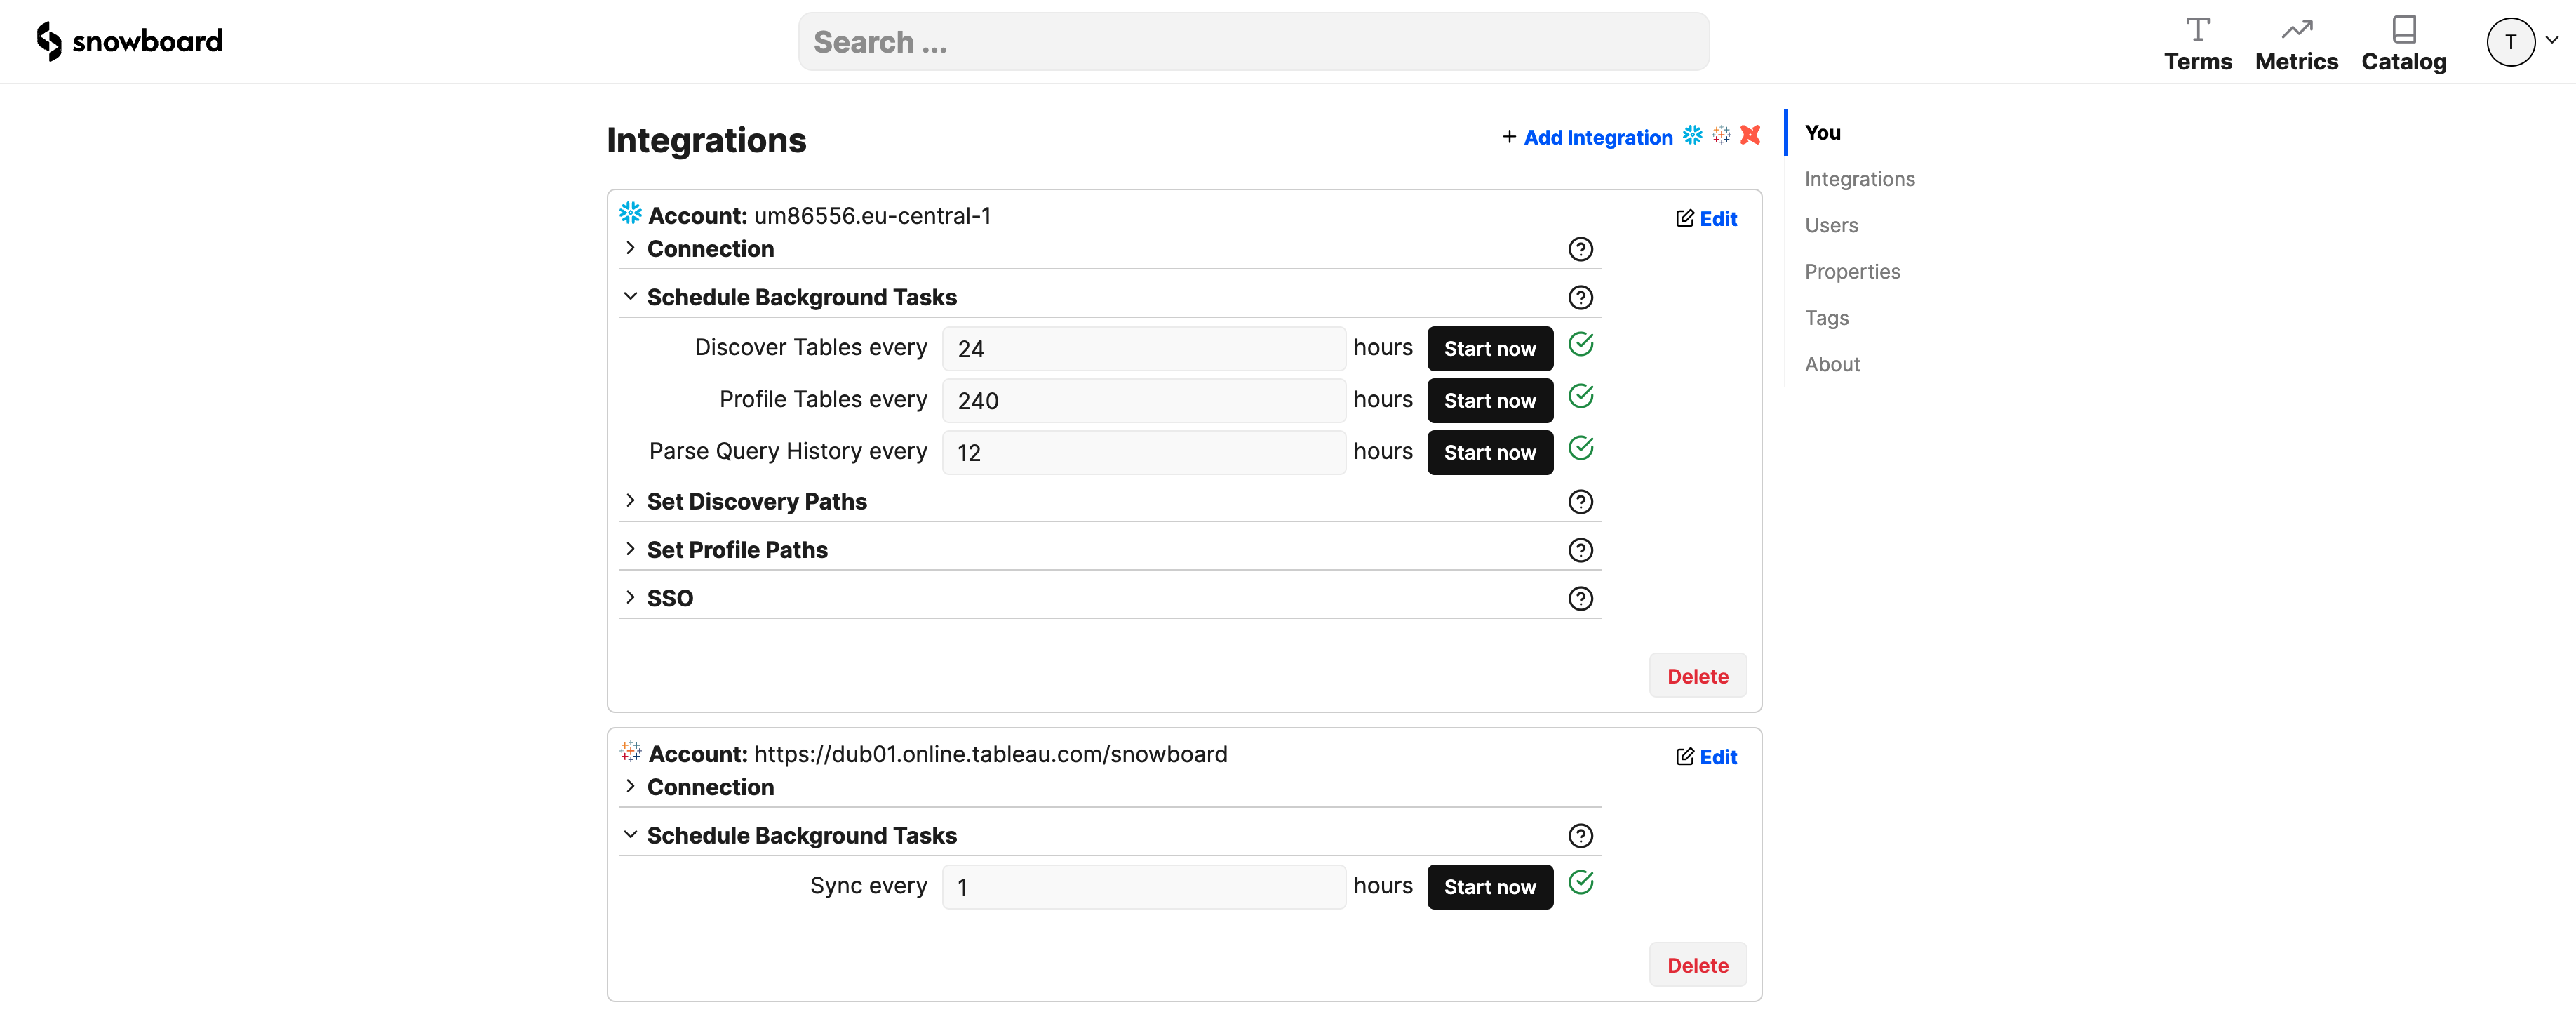 snowboard
Search ...
Terms
Metrics
Catalog
T
Integrations
+ Add Integration
Account: um86556.eu-central-1
Edit
Connection
Schedule Background Tasks
Discover Tables every 24 hours Start now
Profile Tables every 240 hours Start now
Parse Query History every 12 hours Start now
Set Discovery Paths
Set Profile Paths
SSO
Delete
Account: https://dub01.online.tableau.com/snowboard
Edit
Connection
Schedule Background Tasks
Sync every 1 hours Start now
Delete
You
Integrations
Users
Properties
Tags
About